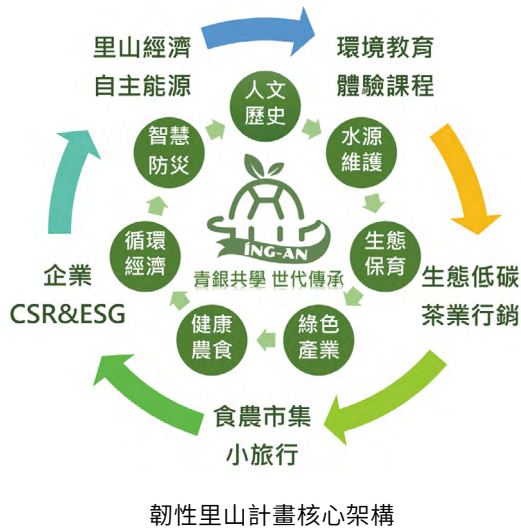 里山經濟
自主能源
環境教育
體驗課程
人文
歷史
智慧
防災
水源
維護
循環
經濟
ÍNG-AN
青銀共學 世代傳承
生態
保育
企業
CSR&ESG
生態低碳
茶業行銷
健康
農食
綠色
產業
食農市集
小旅行
韌性里山計畫核心架構